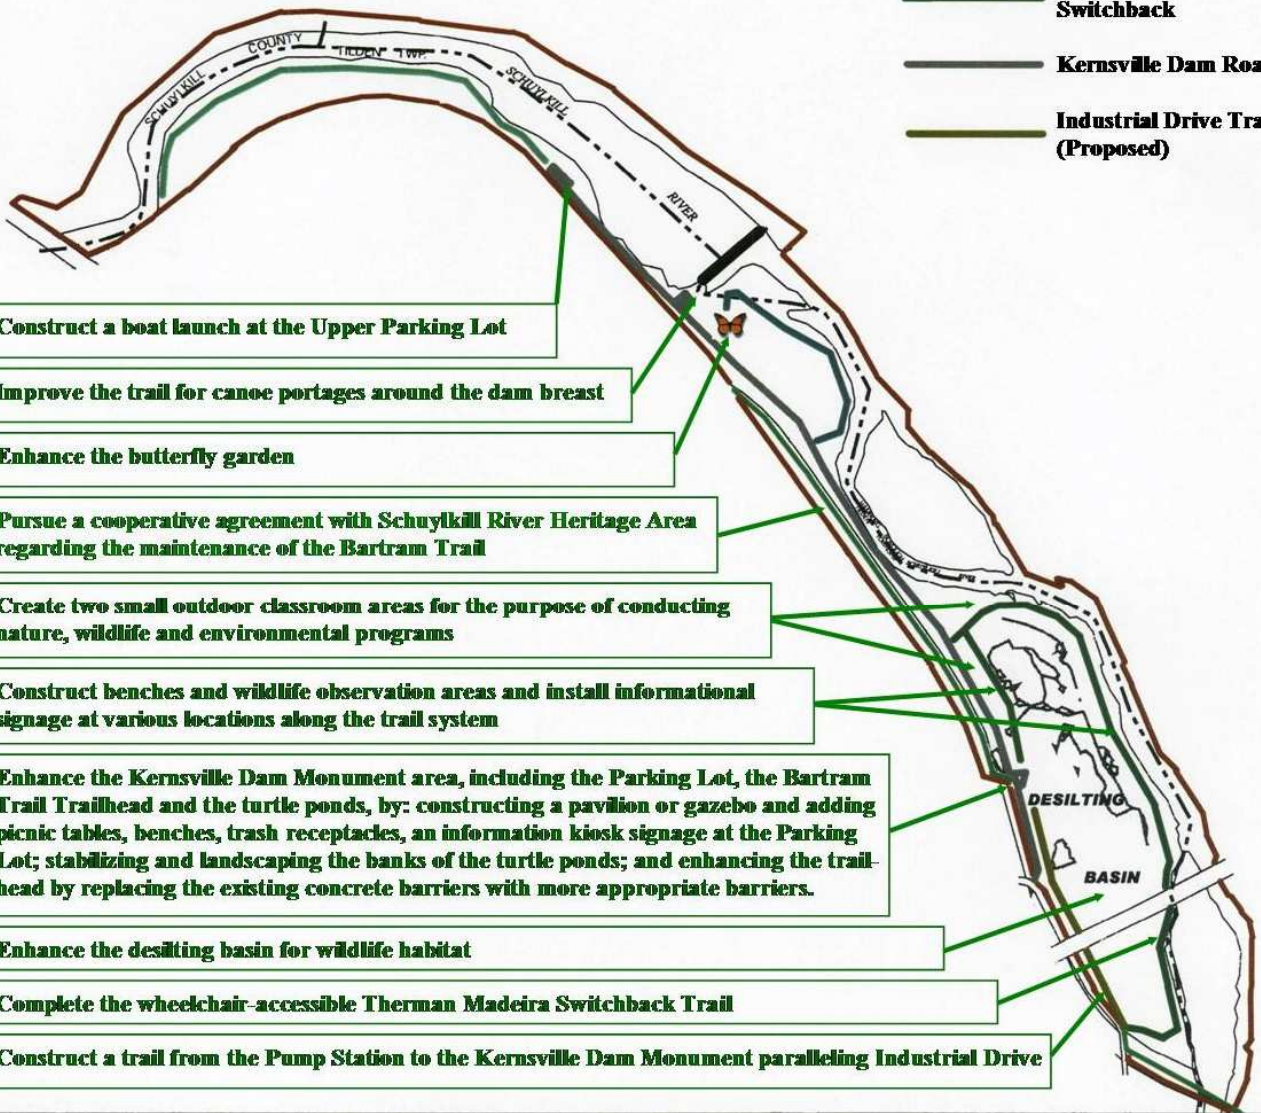 Switchback
Kernsville Dam Roa
Industrial Drive Tra
(Proposed)
SCHUYLKILL
COUNTY
TILDEN TWP.
SCHUYLKILL
RIVER
Construct a boat launch at the Upper Parking Lot
Improve the trail for canoe portages around the dam breast
Enhance the butterfly garden
Pursue a cooperative agreement with Schuylkill River Heritage Area
regarding the maintenance of the Bartram Trail
Create two small outdoor classroom areas for the purpose of conducting
nature, wildlife and environmental programs
Construct benches and wildlife observation areas and install informational
signage at various locations along the trail system
Enhance the Kernsville Dam Monument area, including the Parking Lot, the Bartram
Trail Trailhead and the turtle ponds, by: constructing a pavilion or gazebo and adding
picnic tables, benches, trash receptacles, an information kiosk signage at the Parking
Lot; stabilizing and landscaping the banks of the turtle ponds; and enhancing the trail-
head by replacing the existing concrete barriers with more appropriate barriers.
DESILTING
BASIN
Enhance the desilting basin for wildlife habitat
Complete the wheelchair-accessible Therman Madeira Switchback Trail
Construct a trail from the Pump Station to the Kernsville Dam Monument paralleling Industrial Drive